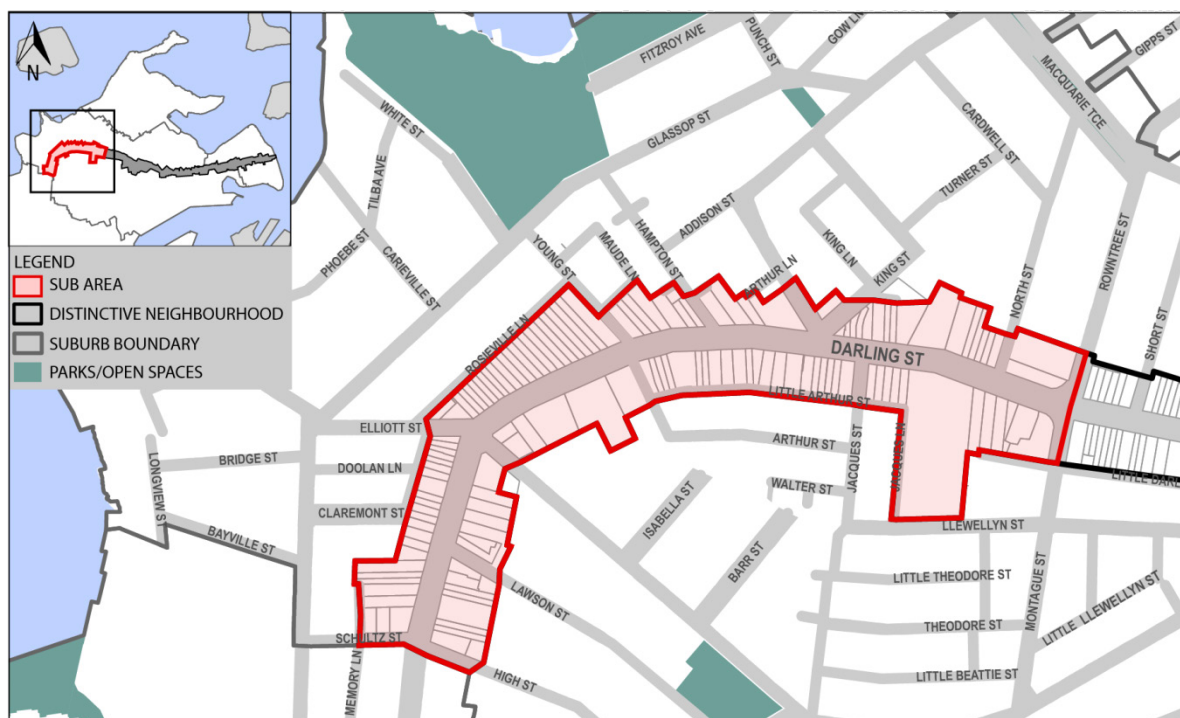 N
LEGEND
SUB AREA
DISTINCTIVE NEIGHBOURHOOD
SUBURB BOUNDARY
PARKS/OPEN SPACES
FITZROY AVE
PUNCH ST
GOW LN
GIPPS ST
MACQUARIE TCE
WHITE ST
GLASSOP ST
CARDWELL ST
TILBA AVE
TURNER ST
ADDISON ST
HAMPTON ST
MAUDE LN
YOUNG ST
PHOEBE ST
CARIEVILLE ST
KING LN
KING ST
ARTHUR LN
NORTH ST
ROWNTREE ST
SHORT ST
ROSIEVILLE LN
DARLING ST
LITTLE ARTHUR ST
ELLIOTT ST
ARTHUR ST
JACQUES ST
JACQUES LN
BRIDGE ST
DOOLAN LN
LONGVIEW ST
LITTLE DARL
WALTER ST
ISABELLA ST
CLAREMONT ST
BAYVILLE ST
LLEWELLYN ST
BARR ST
LITTLE THEODORE ST
LAWSON ST
MONTAGUE ST
LITTLE LLEWELLYN ST
THEODORE ST
SCHULTZ ST
MEMORY LN
HIGH ST
LITTLE BEATTIE ST